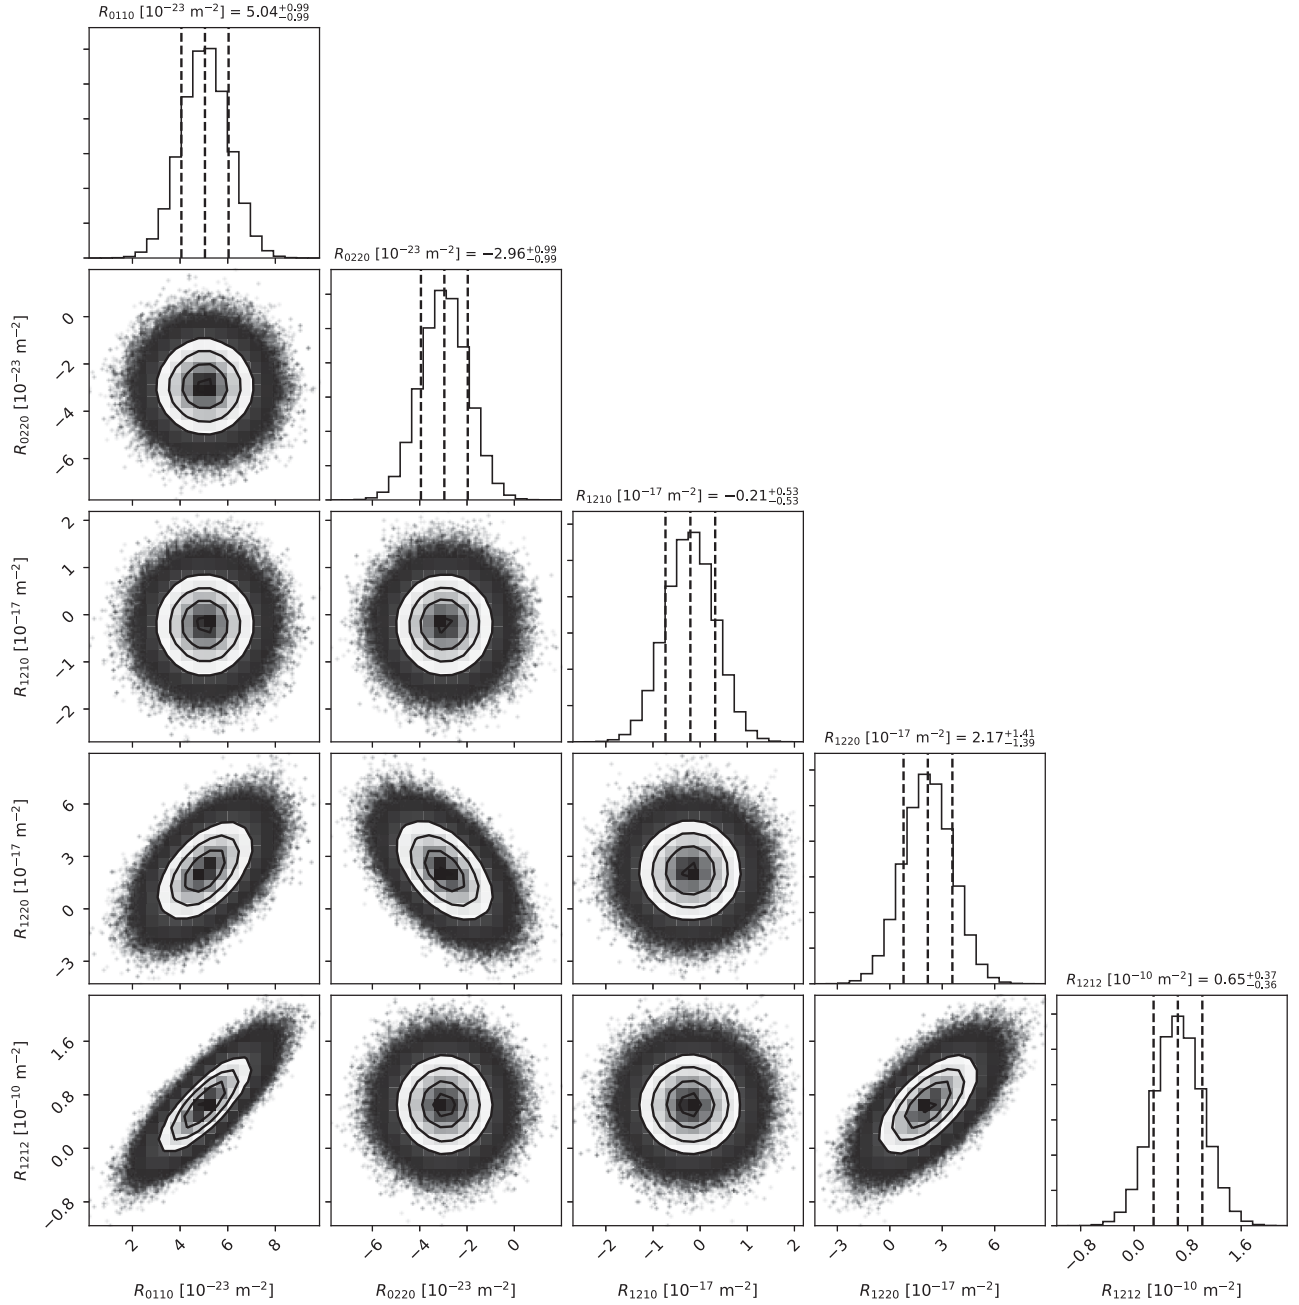 R₀₁₁₀ [10⁻²³ m⁻²] = 5.04⁺⁰·⁹⁹₋₀.₉₉
R₀₂₂₀ [10⁻²³ m⁻²] = −2.96⁺⁰·⁹⁹₋₀.₉₉
0
−2
−4
−6
R₀₂₂₀ [10⁻²³ m⁻²]
R₁₂₁₀ [10⁻¹⁷ m⁻²] = −0.21⁺⁰·⁵³₋₀.₅₃
2
1
0
−1
−2
R₁₂₁₀ [10⁻¹⁷ m⁻²]
R₁₂₂₀ [10⁻¹⁷ m⁻²] = 2.17⁺¹·⁴¹₋₁.₃₉
6
3
0
−3
R₁₂₂₀ [10⁻¹⁷ m⁻²]
R₁₂₁₂ [10⁻¹⁰ m⁻²] = 0.65⁺⁰·³⁷₋₀.₃₆
1.6
0.8
0.0
−0.8
R₁₂₁₂ [10⁻¹⁰ m⁻²]
2 4 6 8 −6 −4 −2 0 −2 −1 0 1 2 −3 0 3 6 −0.8 0.0 0.8 1.6
R₀₁₁₀ [10⁻²³ m⁻²] R₀₂₂₀ [10⁻²³ m⁻²] R₁₂₁₀ [10⁻¹⁷ m⁻²] R₁₂₂₀ [10⁻¹⁷ m⁻²] R₁₂₁₂ [10⁻¹⁰ m⁻²]